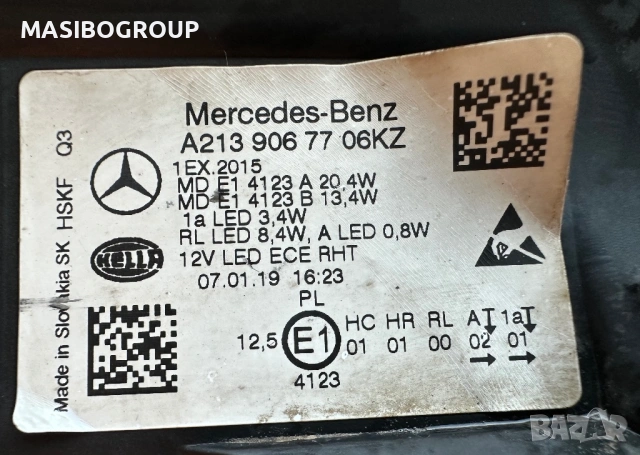 MASIBOGROUP
Mercedes-Benz
A213 906 77 06KZ
1EX.2015
MD E1 4123 A 20,4W
MD E1 4123 B 13,4W
1a LED 3,4W
RL LED 8,4W, A LED 0,8W
12V LED ECE RHT
07.01.19 16:23
PL
HELLA
Made in Slovakia SK HSKF Q3
12,5 E1 HC HR RL A 1a
01 01 00 02 01
4123
BAZAR